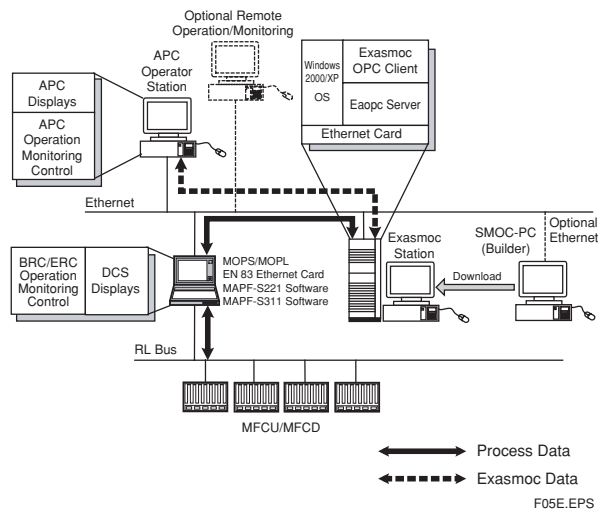 Optional Remote
Operation/Monitoring
APC
Operator
Station
APC
Displays
APC
Operation
Monitoring
Control
Windows
2000/XP
OS
Exasmoc
OPC Client
Eaopc Server
Ethernet Card
Ethernet
BRC/ERC
Operation
Monitoring
Control
DCS
Displays
MOPS/MOPL
EN 83 Ethernet Card
MAPF-S221 Software
MAPF-S311 Software
Exasmoc
Station
Download
SMOC-PC
(Builder)
Optional
Ethernet
RL Bus
MFCU/MFCD
Process Data
Exasmoc Data
F05E.EPS